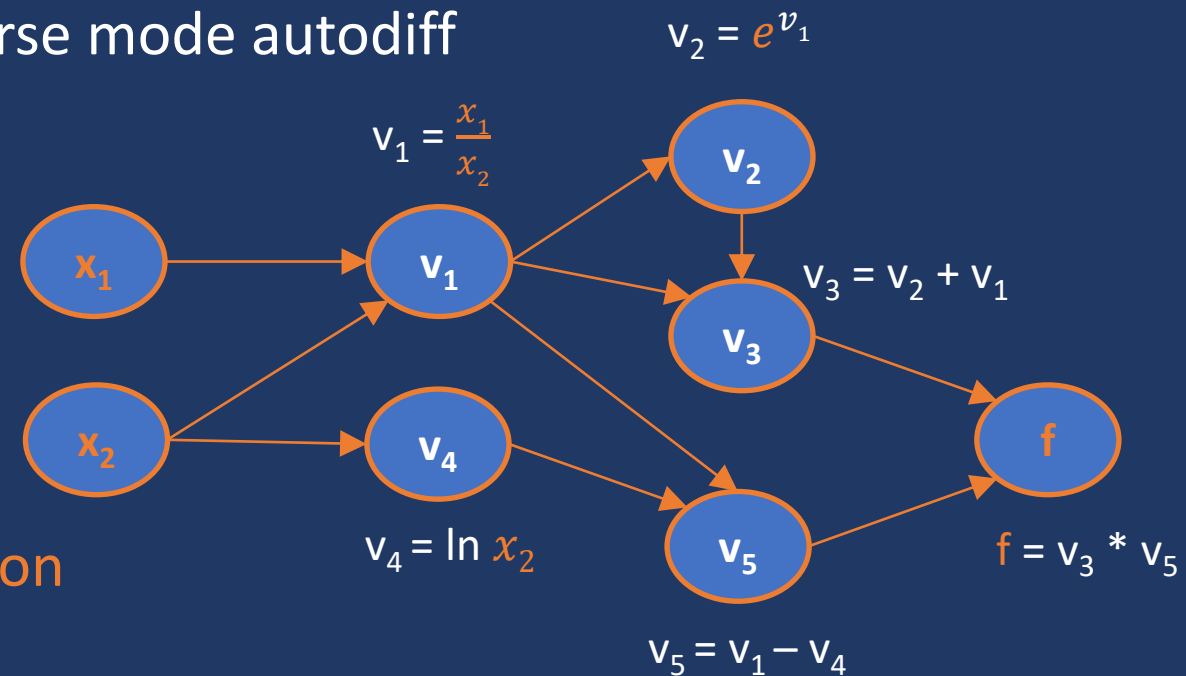 rse mode autodiff
v₂ = e^v₁
v₁ = x₁/x₂
v₂
x₁
v₁
v₃ = v₂ + v₁
v₃
x₂
v₄
f
v₄ = ln x₂
v₅
f = v₃ * v₅
on
v₅ = v₁ – v₄